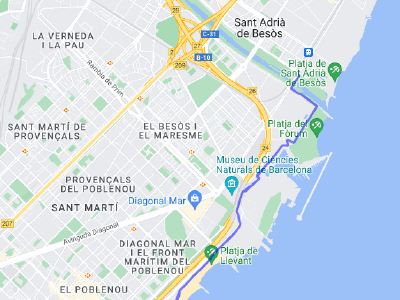 Sant Adrià
de Besòs
LA VERNEDA
I LA PAU
C-31
B-10
209
Rambla de Prim
26
Platja de
Sant Adrià
de Besòs
SANT MARTÍ DE
PROVENÇALS
EL BESÒS I
EL MARESME
Platja del
Fòrum
24
Museu de Ciències
Naturals de Barcelona
PROVENÇALS
DEL POBLENOU
Diagonal Mar
SANT MARTÍ
207
Avinguda Diagonal
DIAGONAL MAR
I EL FRONT
MARÍTIM DEL
POBLENOU
Platja de
Llevant
EL POBLENOU